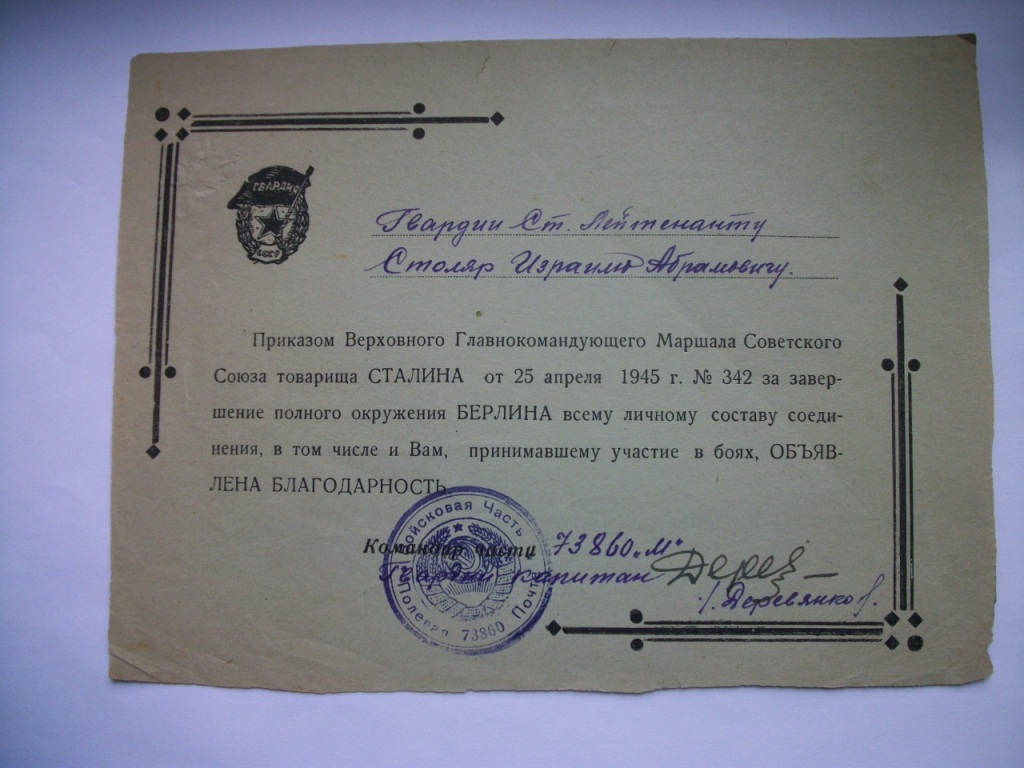 ГВАРДИЯ
СССР
Гвардии Ст. Лейтенанту
Столяр Израилю Абрамовичу.
Приказом Верховного Главнокомандующего Маршала Советского
Союза товарища СТАЛИНА от 25 апреля 1945 г. № 342 за завер-
шение полного окружения БЕРЛИНА всему личному составу соеди-
нения, в том числе и Вам, принимавшему участие в боях, ОБЪЯВ-
ЛЕНА БЛАГОДАРНОСТЬ
Командир части 73860 „М"
Гвардии капитан Дерев
/Деревянко/.
Войсковая Часть
Полевая Почта 73860